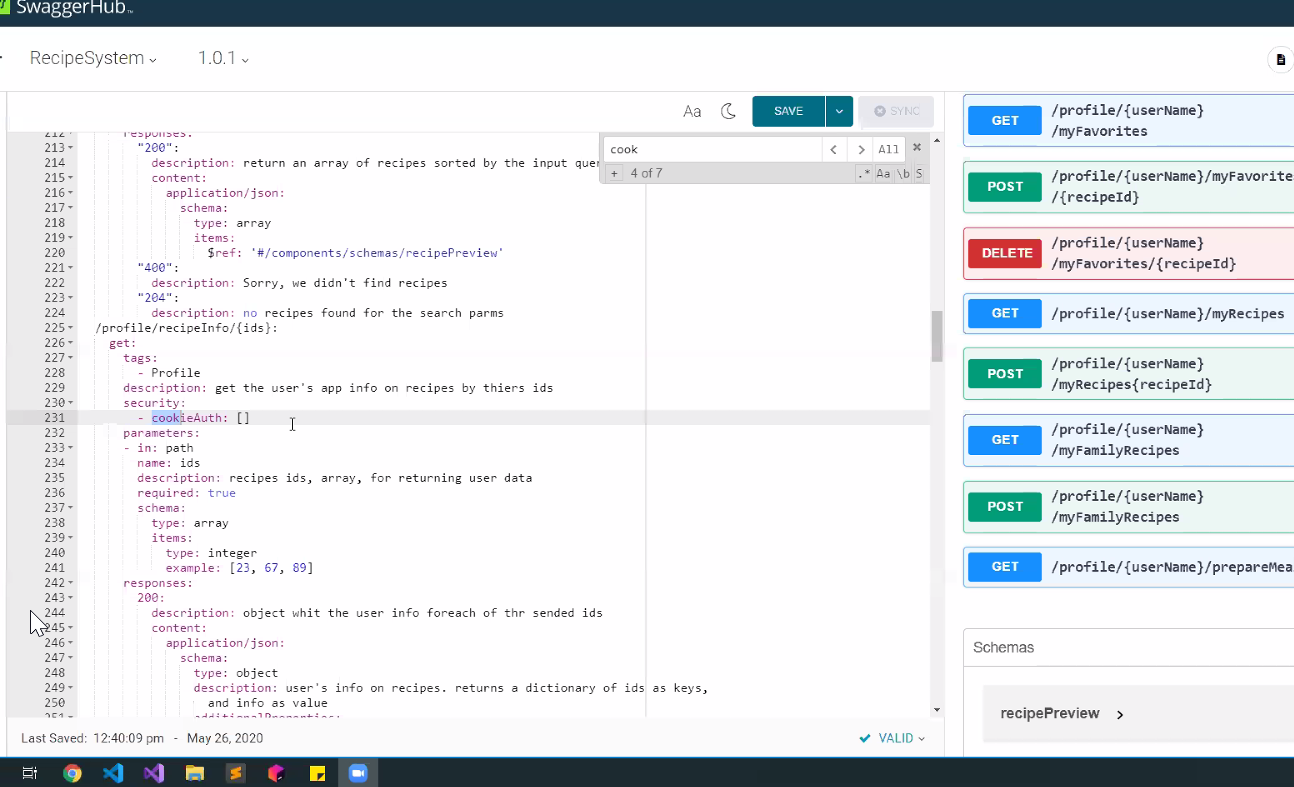 SwaggerHub™
RecipeSystem 1.0.1
Aa SAVE SYNC
cook All
+ 4 of 7 .* Aa \b S
212 responses:
213 "200":
214 description: return an array of recipes sorted by the input
215 content:
216 application/json:
217 schema:
218 type: array
219 items:
220 $ref: '#/components/schemas/recipePreview'
221 "400":
222 description: Sorry, we didn't find recipes
223 "204":
224 description: no recipes found for the search parms
225 /profile/recipeInfo/{ids}:
226 get:
227 tags:
228 - Profile
229 description: get the user's app info on recipes by thiers ids
230 security:
231 - cookieAuth: []
232 parameters:
233 - in: path
234 name: ids
235 description: recipes ids, array, for returning user data
236 required: true
237 schema:
238 type: array
239 items:
240 type: integer
241 example: [23, 67, 89]
242 responses:
243 200:
244 description: object whit the user info foreach of thr sended ids
245 content:
246 application/json:
247 schema:
248 type: object
249 description: user's info on recipes. returns a dictionary of ids as keys,
250 and info as value
251 additionalProperties:
Last Saved: 12:40:09 pm - May 26, 2020
VALID
GET /profile/{userName}
/myFavorites
POST /profile/{userName}/myFavorite
/{recipeId}
DELETE /profile/{userName}
/myFavorites/{recipeId}
GET /profile/{userName}/myRecipes
POST /profile/{userName}
/myRecipes{recipeId}
GET /profile/{userName}
/myFamilyRecipes
POST /profile/{userName}
/myFamilyRecipes
GET /profile/{userName}/prepareMea
Schemas
recipePreview